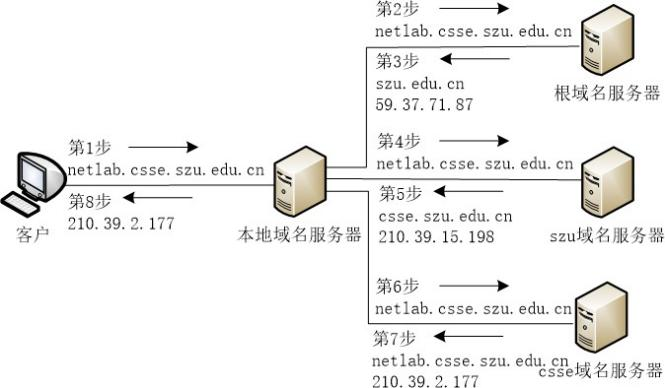 第2步
netlab.csse.szu.edu.cn
第3步
szu.edu.cn
59.37.71.87
根域名服务器
第1步
netlab.csse.szu.edu.cn
第8步
210.39.2.177
客户
本地域名服务器
第4步
netlab.csse.szu.edu.cn
第5步
csse.szu.edu.cn
210.39.15.198
szu域名服务器
第6步
netlab.csse.szu.edu.cn
第7步
netlab.csse.szu.edu.cn
210.39.2.177
csse域名服务器